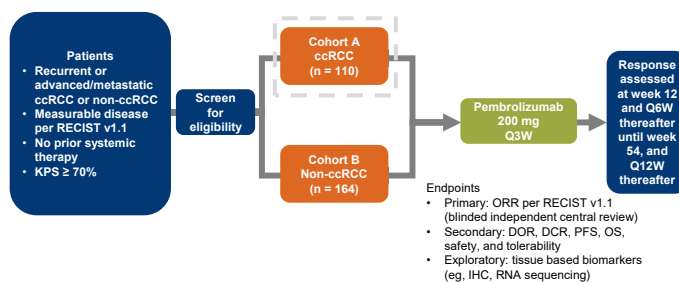 Patients
• Recurrent or
advanced/metastatic
ccRCC or non-ccRCC
• Measurable disease
per RECIST v1.1
• No prior systemic
therapy
• KPS ≥ 70%
Screen
for
eligibility
Cohort A
ccRCC
(n = 110)
Cohort B
Non-ccRCC
(n = 164)
Pembrolizumab
200 mg
Q3W
Response
assessed
at week 12
and Q6W
thereafter
until week
54, and
Q12W
thereafter
Endpoints
• Primary: ORR per RECIST v1.1
(blinded independent central review)
• Secondary: DOR, DCR, PFS, OS,
safety, and tolerability
• Exploratory: tissue based biomarkers
(eg, IHC, RNA sequencing)